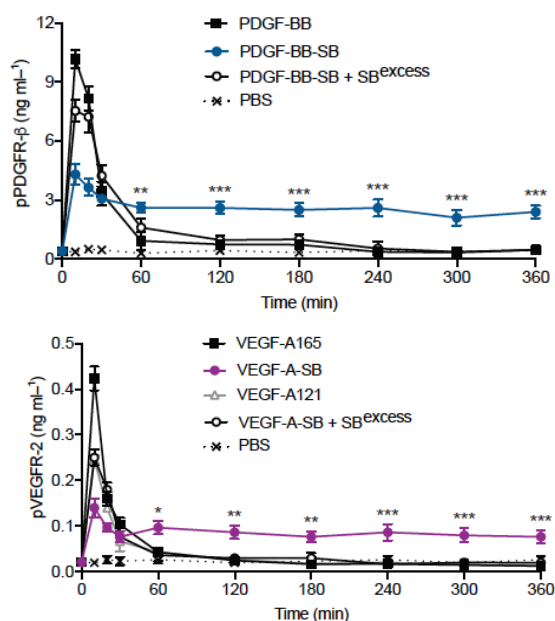 PDGF-BB
PDGF-BB-SB
PDGF-BB-SB + SBexcess
PBS
pPDGFR-β (ng ml–1)
12
9
6
3
0
** *** *** *** *** ***
0 60 120 180 240 300 360
Time (min)
VEGF-A165
VEGF-A-SB
VEGF-A121
VEGF-A-SB + SBexcess
PBS
pVEGFR-2 (ng ml–1)
0.5
0.4
0.3
0.2
0.1
0.0
* ** ** *** *** ***
0 60 120 180 240 300 360
Time (min)